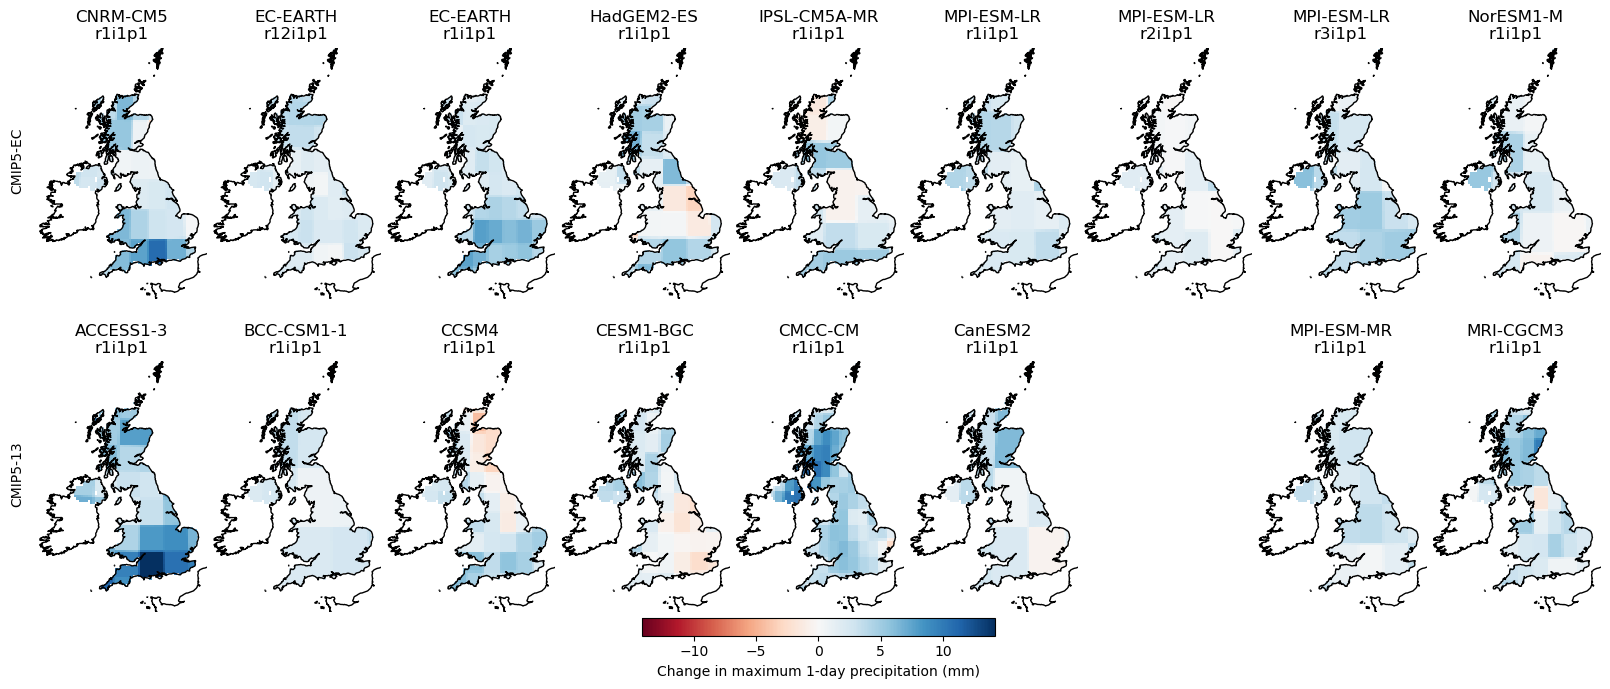 CNRM-CM5
r1i1p1
EC-EARTH
r12i1p1
EC-EARTH
r1i1p1
HadGEM2-ES
r1i1p1
IPSL-CM5A-MR
r1i1p1
MPI-ESM-LR
r1i1p1
MPI-ESM-LR
r2i1p1
MPI-ESM-LR
r3i1p1
NorESM1-M
r1i1p1
CMIP5-EC
ACCESS1-3
r1i1p1
BCC-CSM1-1
r1i1p1
CCSM4
r1i1p1
CESM1-BGC
r1i1p1
CMCC-CM
r1i1p1
CanESM2
r1i1p1
MPI-ESM-MR
r1i1p1
MRI-CGCM3
r1i1p1
CMIP5-13
−10 −5 0 5 10
Change in maximum 1-day precipitation (mm)